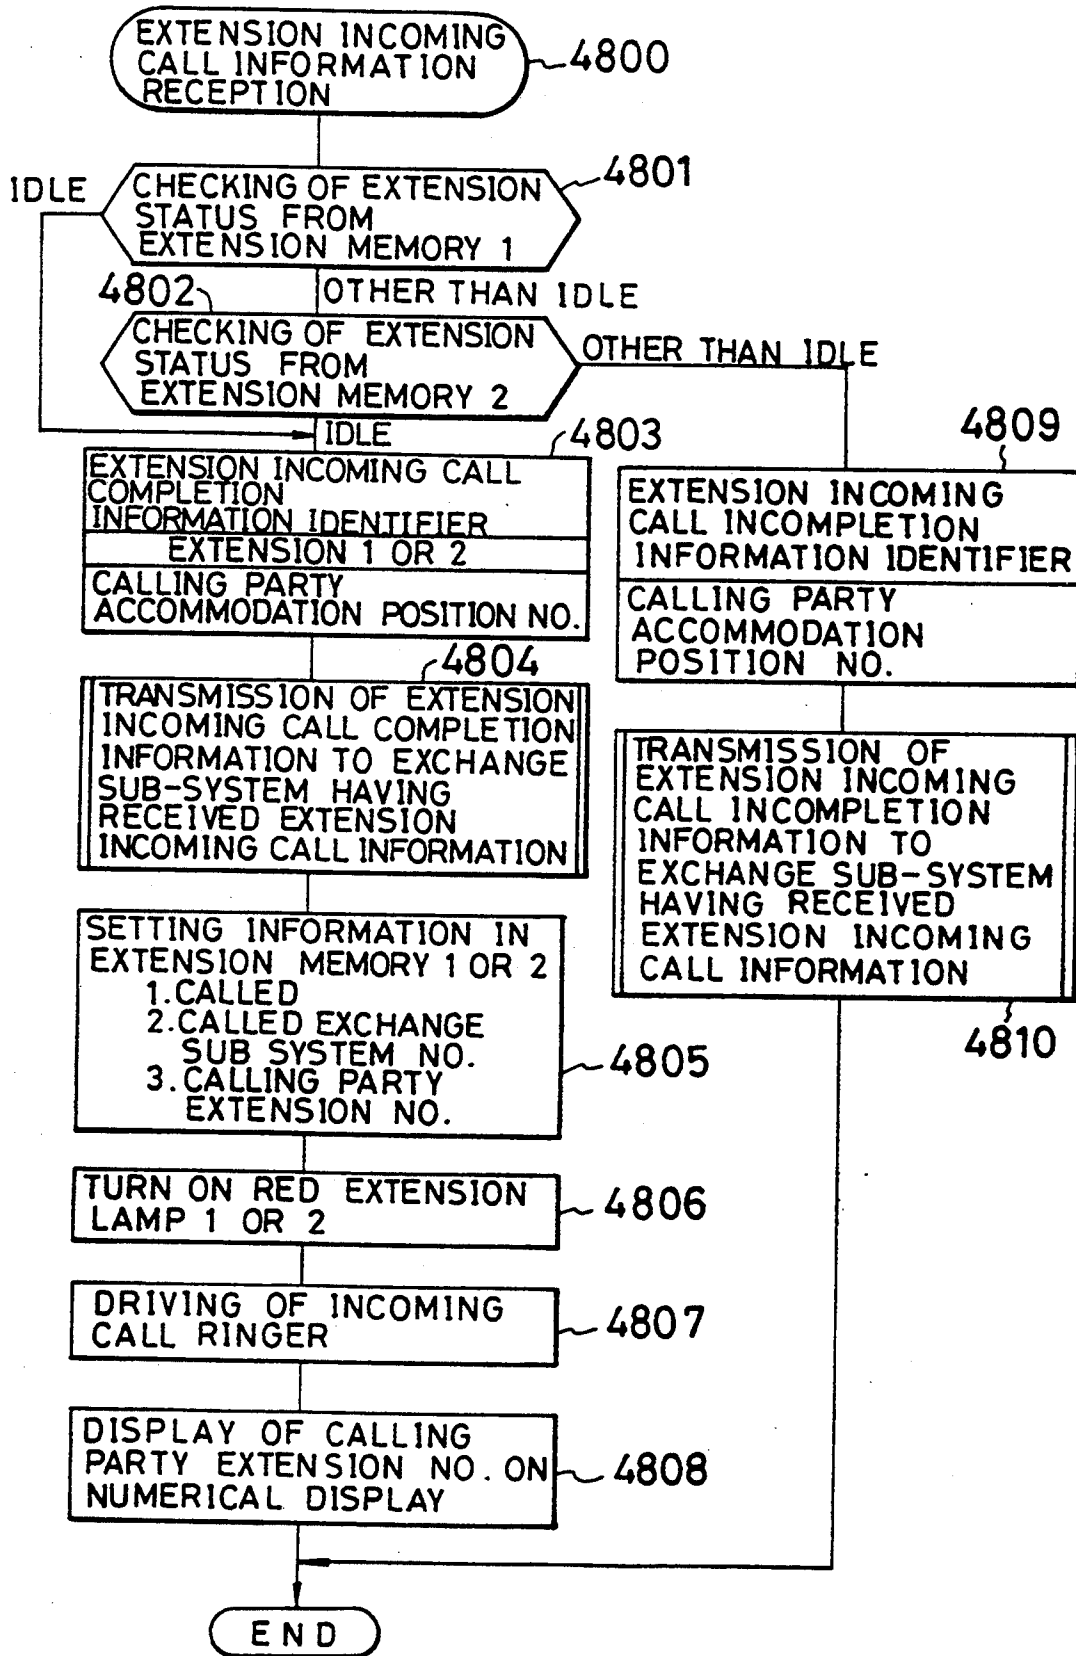 EXTENSION INCOMING
CALL INFORMATION
RECEPTION
4800
IDLE
CHECKING OF EXTENSION
STATUS FROM
EXTENSION MEMORY 1
4801
4802
OTHER THAN IDLE
CHECKING OF EXTENSION
STATUS FROM
EXTENSION MEMORY 2
OTHER THAN IDLE
IDLE
4803
EXTENSION INCOMING CALL
COMPLETION
INFORMATION IDENTIFIER
EXTENSION 1 OR 2
CALLING PARTY
ACCOMMODATION POSITION NO.
4804
TRANSMISSION OF EXTENSION
INCOMING CALL COMPLETION
INFORMATION TO EXCHANGE
SUB-SYSTEM HAVING
RECEIVED EXTENSION
INCOMING CALL INFORMATION
SETTING INFORMATION IN
EXTENSION MEMORY 1 OR 2
1. CALLED
2. CALLED EXCHANGE
SUB SYSTEM NO.
3. CALLING PARTY
EXTENSION NO.
4805
TURN ON RED EXTENSION
LAMP 1 OR 2
4806
DRIVING OF INCOMING
CALL RINGER
4807
DISPLAY OF CALLING
PARTY EXTENSION NO. ON
NUMERICAL DISPLAY
4808
4809
EXTENSION INCOMING
CALL INCOMPLETION
INFORMATION IDENTIFIER
CALLING PARTY
ACCOMMODATION
POSITION NO.
TRANSMISSION OF
EXTENSION INCOMING
CALL INCOMPLETION
INFORMATION TO
EXCHANGE SUB-SYSTEM
HAVING RECEIVED
EXTENSION INCOMING
CALL INFORMATION
4810
END